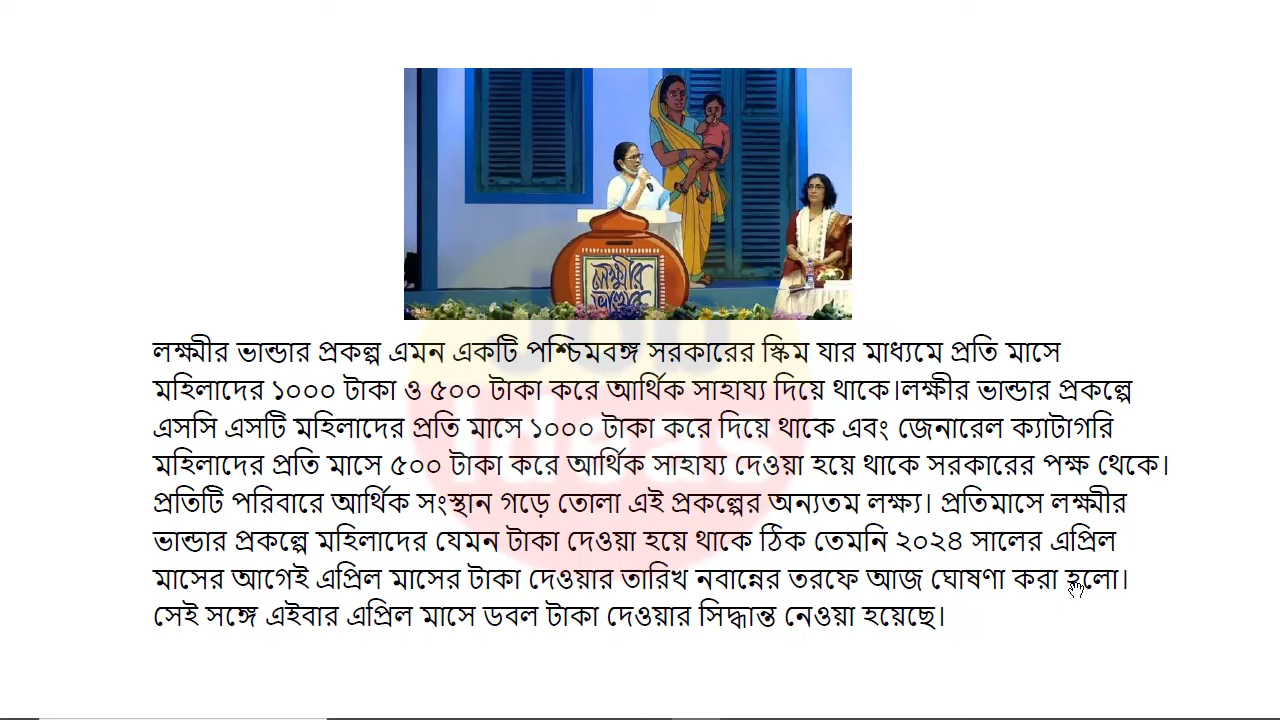 লক্ষ্মীর
ভাণ্ডার
লক্ষ্মীর ভান্ডার প্রকল্প এমন একটি পশ্চিমবঙ্গ সরকারের স্কিম যার মাধ্যমে প্রতি মাসে
মহিলাদের ১০০০ টাকা ও ৫০০ টাকা করে আর্থিক সাহায্য দিয়ে থাকে।লক্ষীর ভান্ডার প্রকল্পে
এসসি এসটি মহিলাদের প্রতি মাসে ১০০০ টাকা করে দিয়ে থাকে এবং জেনারেল ক্যাটাগরি
মহিলাদের প্রতি মাসে ৫০০ টাকা করে আর্থিক সাহায্য দেওয়া হয়ে থাকে সরকারের পক্ষ থেকে।
প্রতিটি পরিবারে আর্থিক সংস্থান গড়ে তোলা এই প্রকল্পের অন্যতম লক্ষ্য। প্রতিমাসে লক্ষ্মীর
ভান্ডার প্রকল্পে মহিলাদের যেমন টাকা দেওয়া হয়ে থাকে ঠিক তেমনি ২০২৪ সালের এপ্রিল
মাসের আগেই এপ্রিল মাসের টাকা দেওয়ার তারিখ নবান্নের তরফে আজ ঘোষণা করা হলো।
সেই সঙ্গে এইবার এপ্রিল মাসে ডবল টাকা দেওয়ার সিদ্ধান্ত নেওয়া হয়েছে।
Job
Ideas